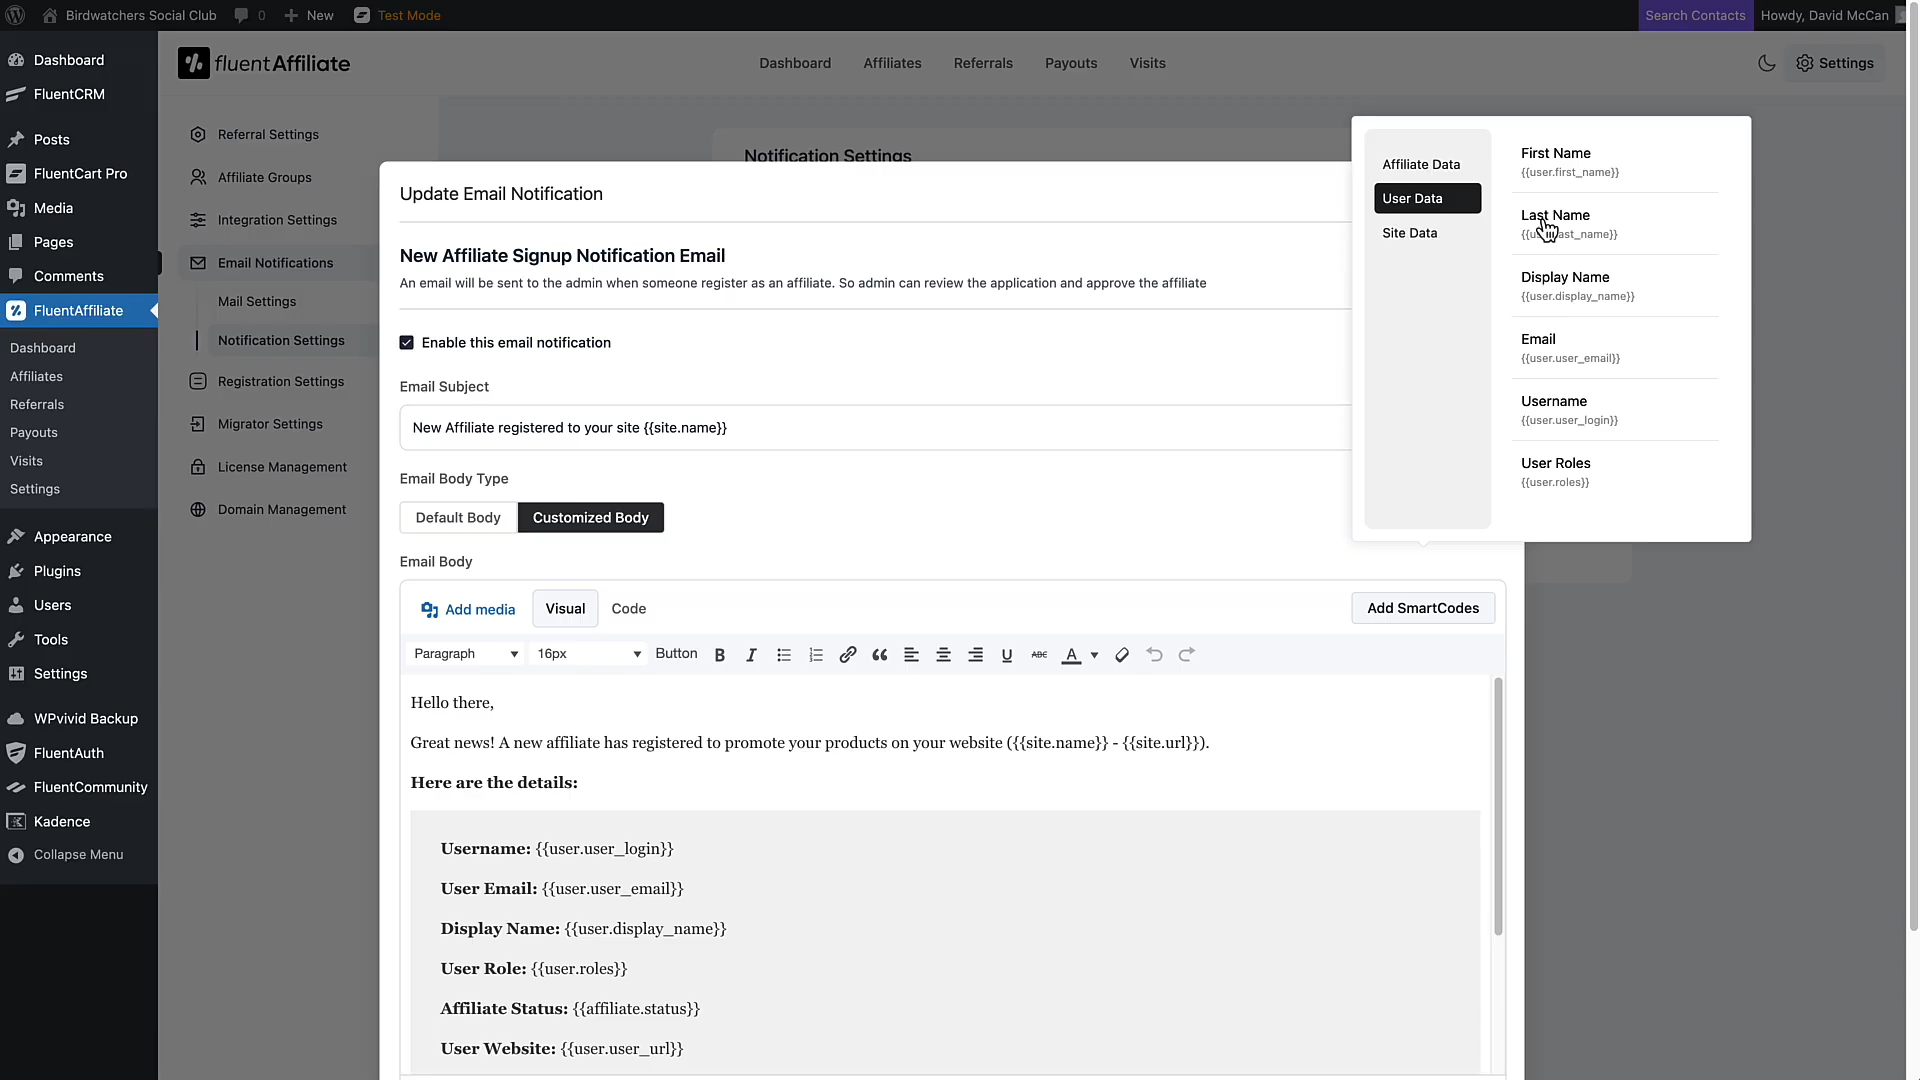 Birdwatchers Social Club
0
New
Test Mode
Search Contacts
Howdy, David McCan
Dashboard
FluentCRM
Posts
FluentCart Pro
Media
Pages
Comments
FluentAffiliate
Dashboard
Affiliates
Referrals
Payouts
Visits
Settings
Appearance
Plugins
Users
Tools
Settings
WPvivid Backup
FluentAuth
FluentCommunity
Kadence
Collapse Menu
fluentAffiliate
Dashboard
Affiliates
Referrals
Payouts
Visits
Settings
Referral Settings
Affiliate Groups
Integration Settings
Email Notifications
Mail Settings
Notification Settings
Registration Settings
Migrator Settings
License Management
Domain Management
Notification Settings
Update Email Notification
New Affiliate Signup Notification Email
An email will be sent to the admin when someone register as an affiliate. So admin can review the application and approve the affiliate
Enable this email notification
Email Subject
New Affiliate registered to your site {{site.name}}
Email Body Type
Default Body
Customized Body
Email Body
Add media
Visual
Code
Add SmartCodes
Paragraph
16px
Button
B
I
U
ABC
A
Hello there,
Great news! A new affiliate has registered to promote your products on your website ({{site.name}} - {{site.url}}).
Here are the details:
Username: {{user.user_login}}
User Email: {{user.user_email}}
Display Name: {{user.display_name}}
User Role: {{user.roles}}
Affiliate Status: {{affiliate.status}}
User Website: {{user.user_url}}
Affiliate Data
User Data
Site Data
First Name
{{user.first_name}}
Last Name
Display Name
{{user.display_name}}
Email
{{user.user_email}}
Username
{{user.user_login}}
User Roles
{{user.roles}}